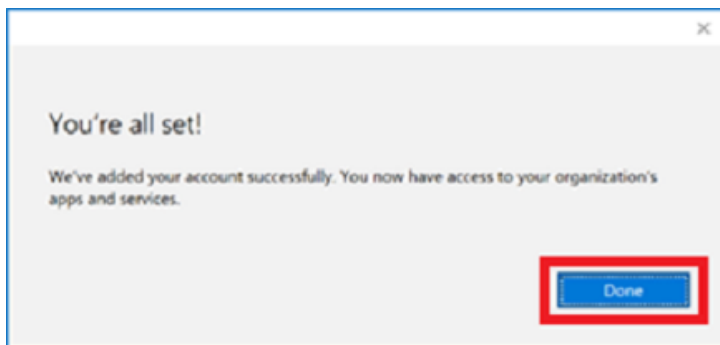 You're all set!
We've added your account successfully. You now have access to your organization's
apps and services.
Done